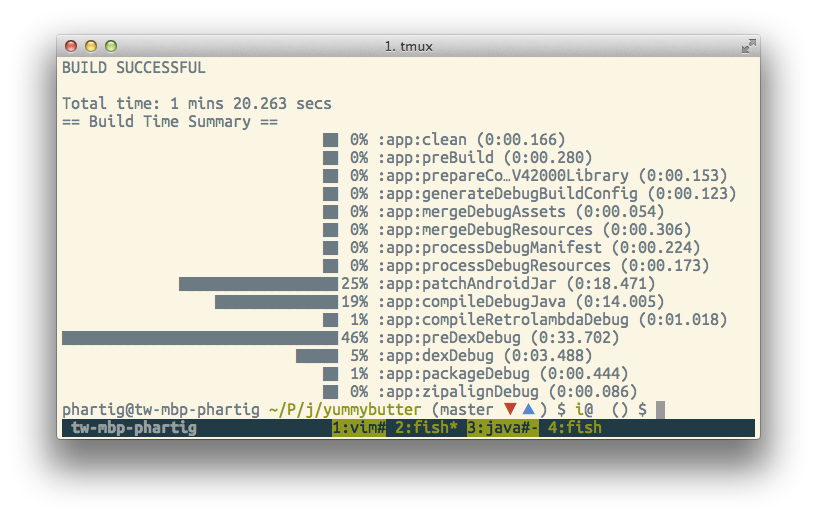 1. tmux
BUILD SUCCESSFUL
Total time: 1 mins 20.263 secs
== Build Time Summary ==
0% :app:clean (0:00.166)
0% :app:preBuild (0:00.280)
0% :app:prepareCo…V42000Library (0:00.153)
0% :app:generateDebugBuildConfig (0:00.123)
0% :app:mergeDebugAssets (0:00.054)
0% :app:mergeDebugResources (0:00.306)
0% :app:processDebugManifest (0:00.224)
0% :app:processDebugResources (0:00.173)
25% :app:patchAndroidJar (0:18.471)
19% :app:compileDebugJava (0:14.005)
1% :app:compileRetrolambdaDebug (0:01.018)
46% :app:preDexDebug (0:33.702)
5% :app:dexDebug (0:03.488)
1% :app:packageDebug (0:00.444)
0% :app:zipalignDebug (0:00.086)
phartig@tw-mbp-phartig ~/P/j/yummybutter (master ▼▲) $ i@ () $
tw-mbp-phartig 1:vim# 2:fish* 3:java#- 4:fish